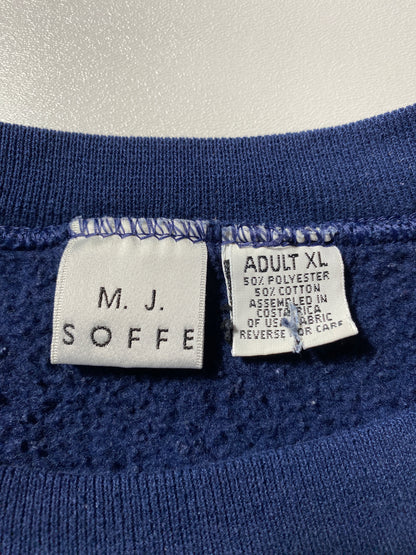 M. J.
SOFFE
ADULT XL
50% POLYESTER
50% COTTON
ASSEMBLED IN
COSTA RICA
OF USA FABRIC
REVERSE FOR CARE